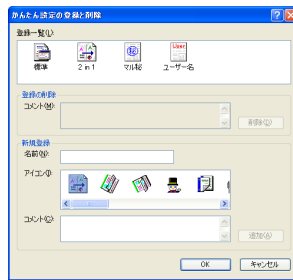 かんたん設定の登録と削除
登録一覧(L)
標準
2 in 1
マル秘
ユーザー名
登録の削除
コメント(M):
削除(D)
新規登録
名前(N):
アイコン(I)
コメント(C):
追加(A)
OK
キャンセル